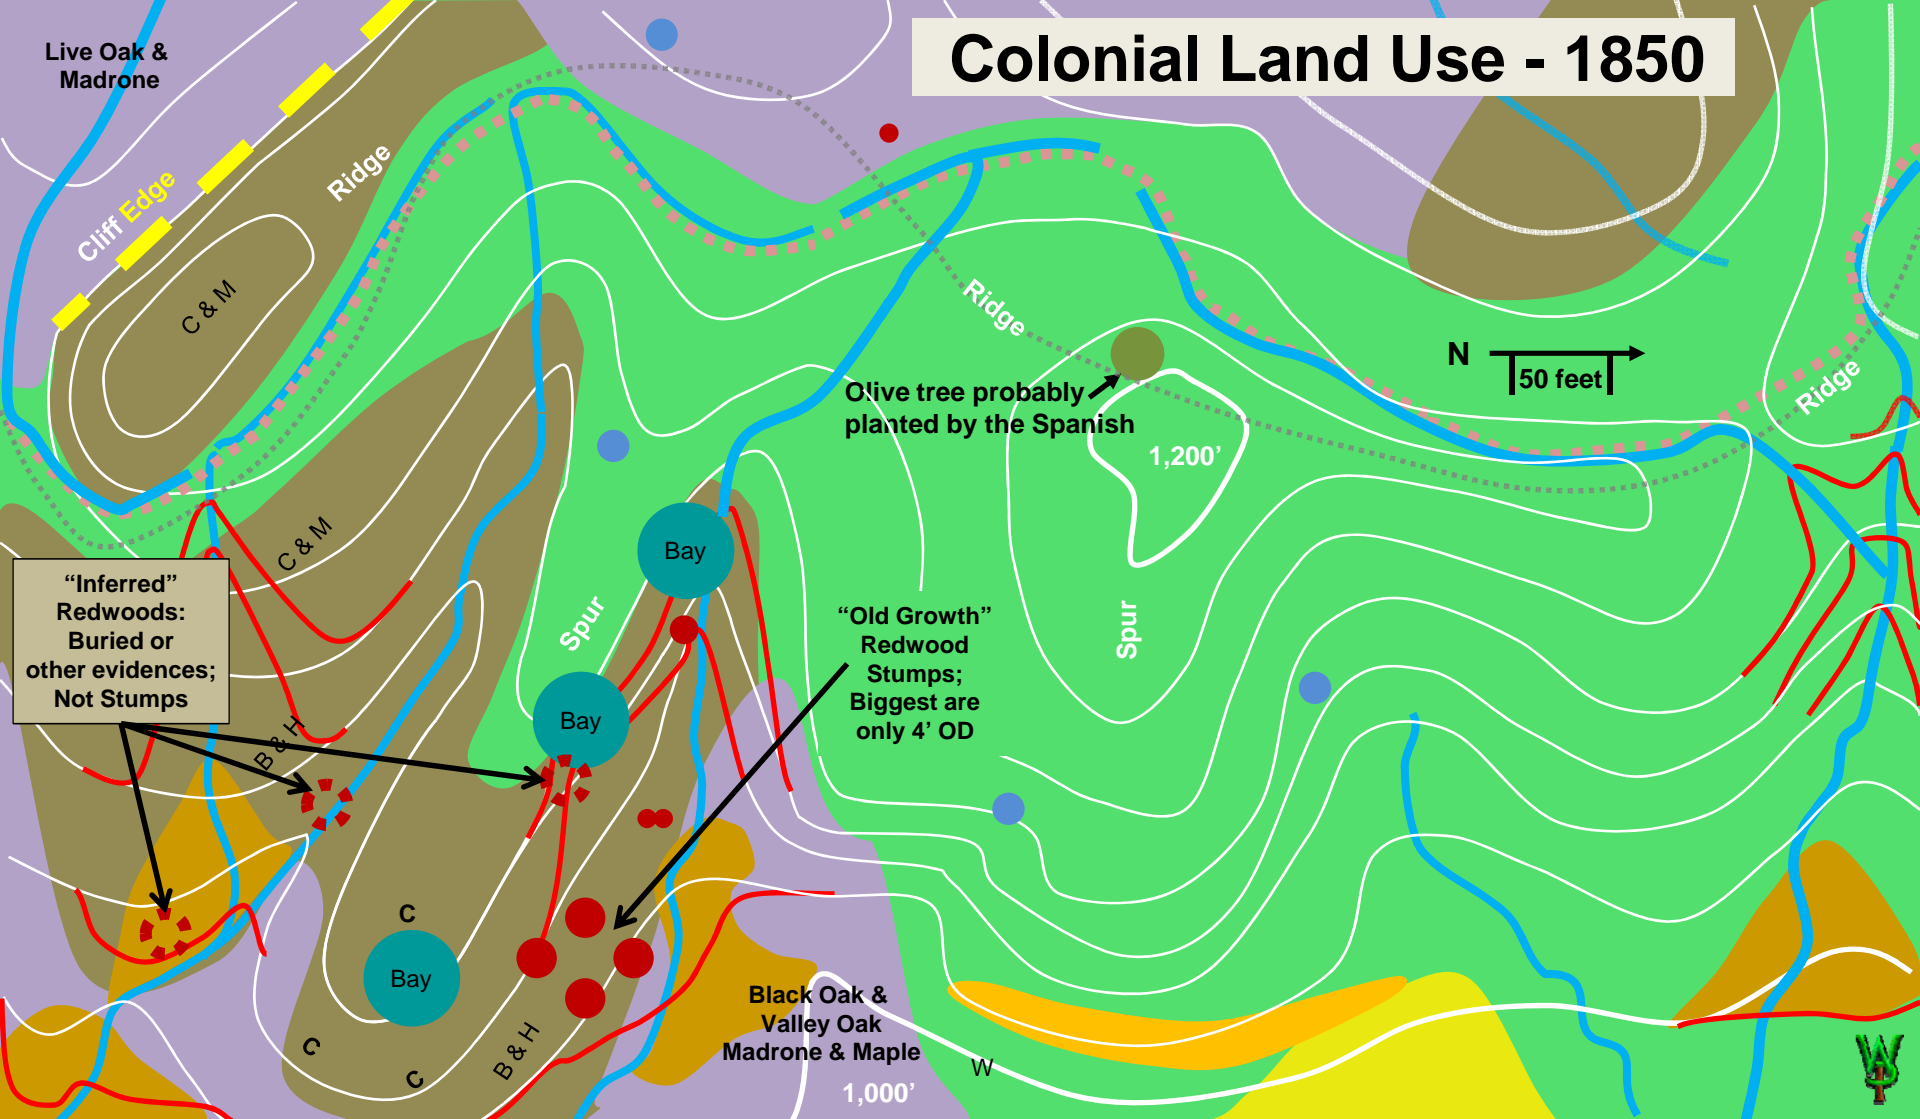 Colonial Land Use - 1850
Live Oak &
Madrone
Cliff Edge
Ridge
C & M
Ridge
N
50 feet
Ridge
Olive tree probably
planted by the Spanish
1,200’
C & M
Bay
“Inferred”
Redwoods:
Buried or
other evidences;
Not Stumps
Spur
“Old Growth”
Redwood
Stumps;
Biggest are
only 4’ OD
Spur
Bay
B & H
C
Bay
C
C
B & H
Black Oak &
Valley Oak
Madrone & Maple
W
1,000’